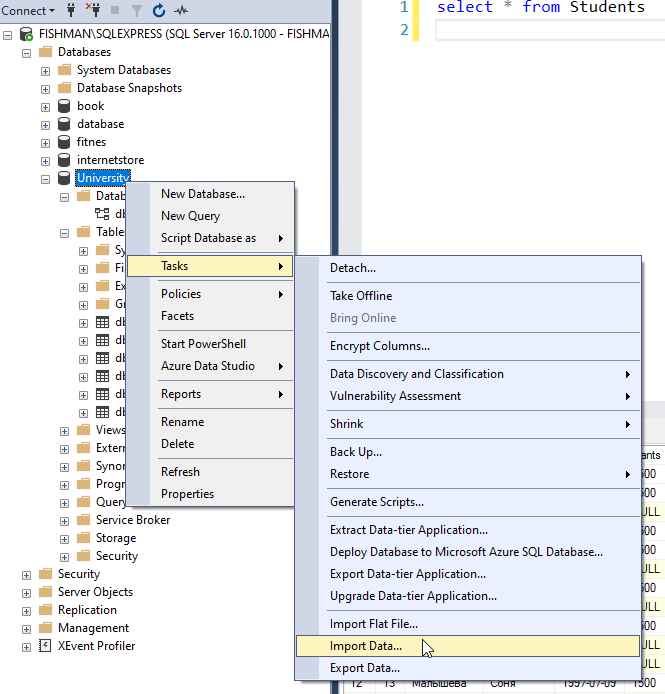 Connect
FISHMAN\SQLEXPRESS (SQL Server 16.0.1000 - FISHMA
Databases
System Databases
Database Snapshots
book
database
fitnes
internetstore
University
Datab
db
Tables
Sy
Fi
Ex
Gr
db
db
db
db
db
db
Views
Extern
Synor
Progr
Query
Service Broker
Storage
Security
Security
Server Objects
Replication
Management
XEvent Profiler
New Database...
New Query
Script Database as
Tasks
Policies
Facets
Start PowerShell
Azure Data Studio
Reports
Rename
Delete
Refresh
Properties
Detach...
Take Offline
Bring Online
Encrypt Columns...
Data Discovery and Classification
Vulnerability Assessment
Shrink
Back Up...
Restore
Generate Scripts...
Extract Data-tier Application...
Deploy Database to Microsoft Azure SQL Database...
Export Data-tier Application...
Upgrade Data-tier Application...
Import Flat File...
Import Data...
Export Data...
1 select * from Students
2
ants
500
500
ULL
500
500
ULL
500
ULL
500
500
ULL
ULL
12 13 Малышева Соня 1997-07-09 1500